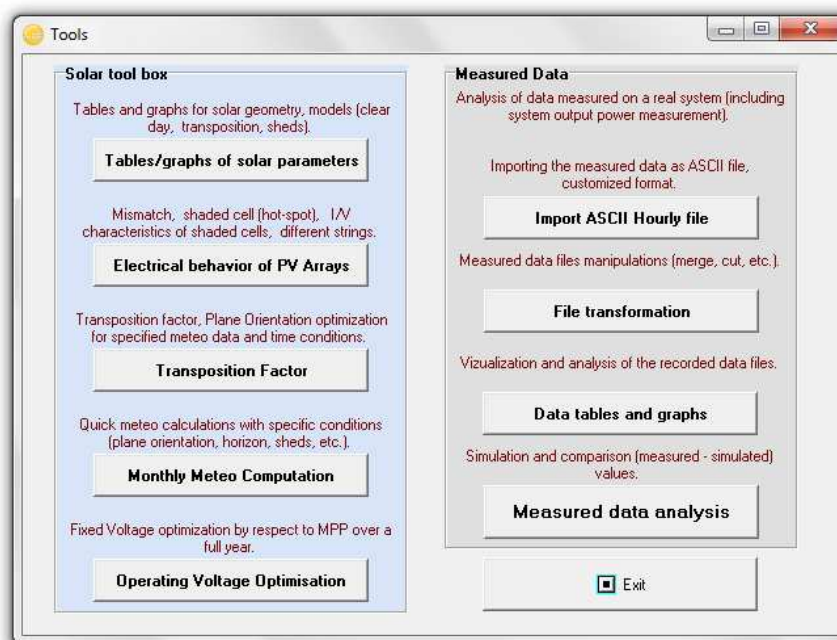 Tools
Solar tool box
Tables and graphs for solar geometry, models (clear
day, transposition, sheds).
Tables/graphs of solar parameters
Mismatch, shaded cell (hot-spot), I/V
characteristics of shaded cells, different strings.
Electrical behavior of PV Arrays
Transposition factor, Plane Orientation optimization
for specified meteo data and time conditions.
Transposition Factor
Quick meteo calculations with specific conditions
(plane orientation, horizon, sheds, etc.).
Monthly Meteo Computation
Fixed Voltage optimization by respect to MPP over a
full year.
Operating Voltage Optimisation
Measured Data
Analysis of data measured on a real system (including
system output power measurement).
Importing the measured data as ASCII file,
customized format.
Import ASCII Hourly file
Measured data files manipulations (merge, cut, etc.).
File transformation
Vizualization and analysis of the recorded data files.
Data tables and graphs
Simulation and comparison (measured - simulated)
values.
Measured data analysis
Exit